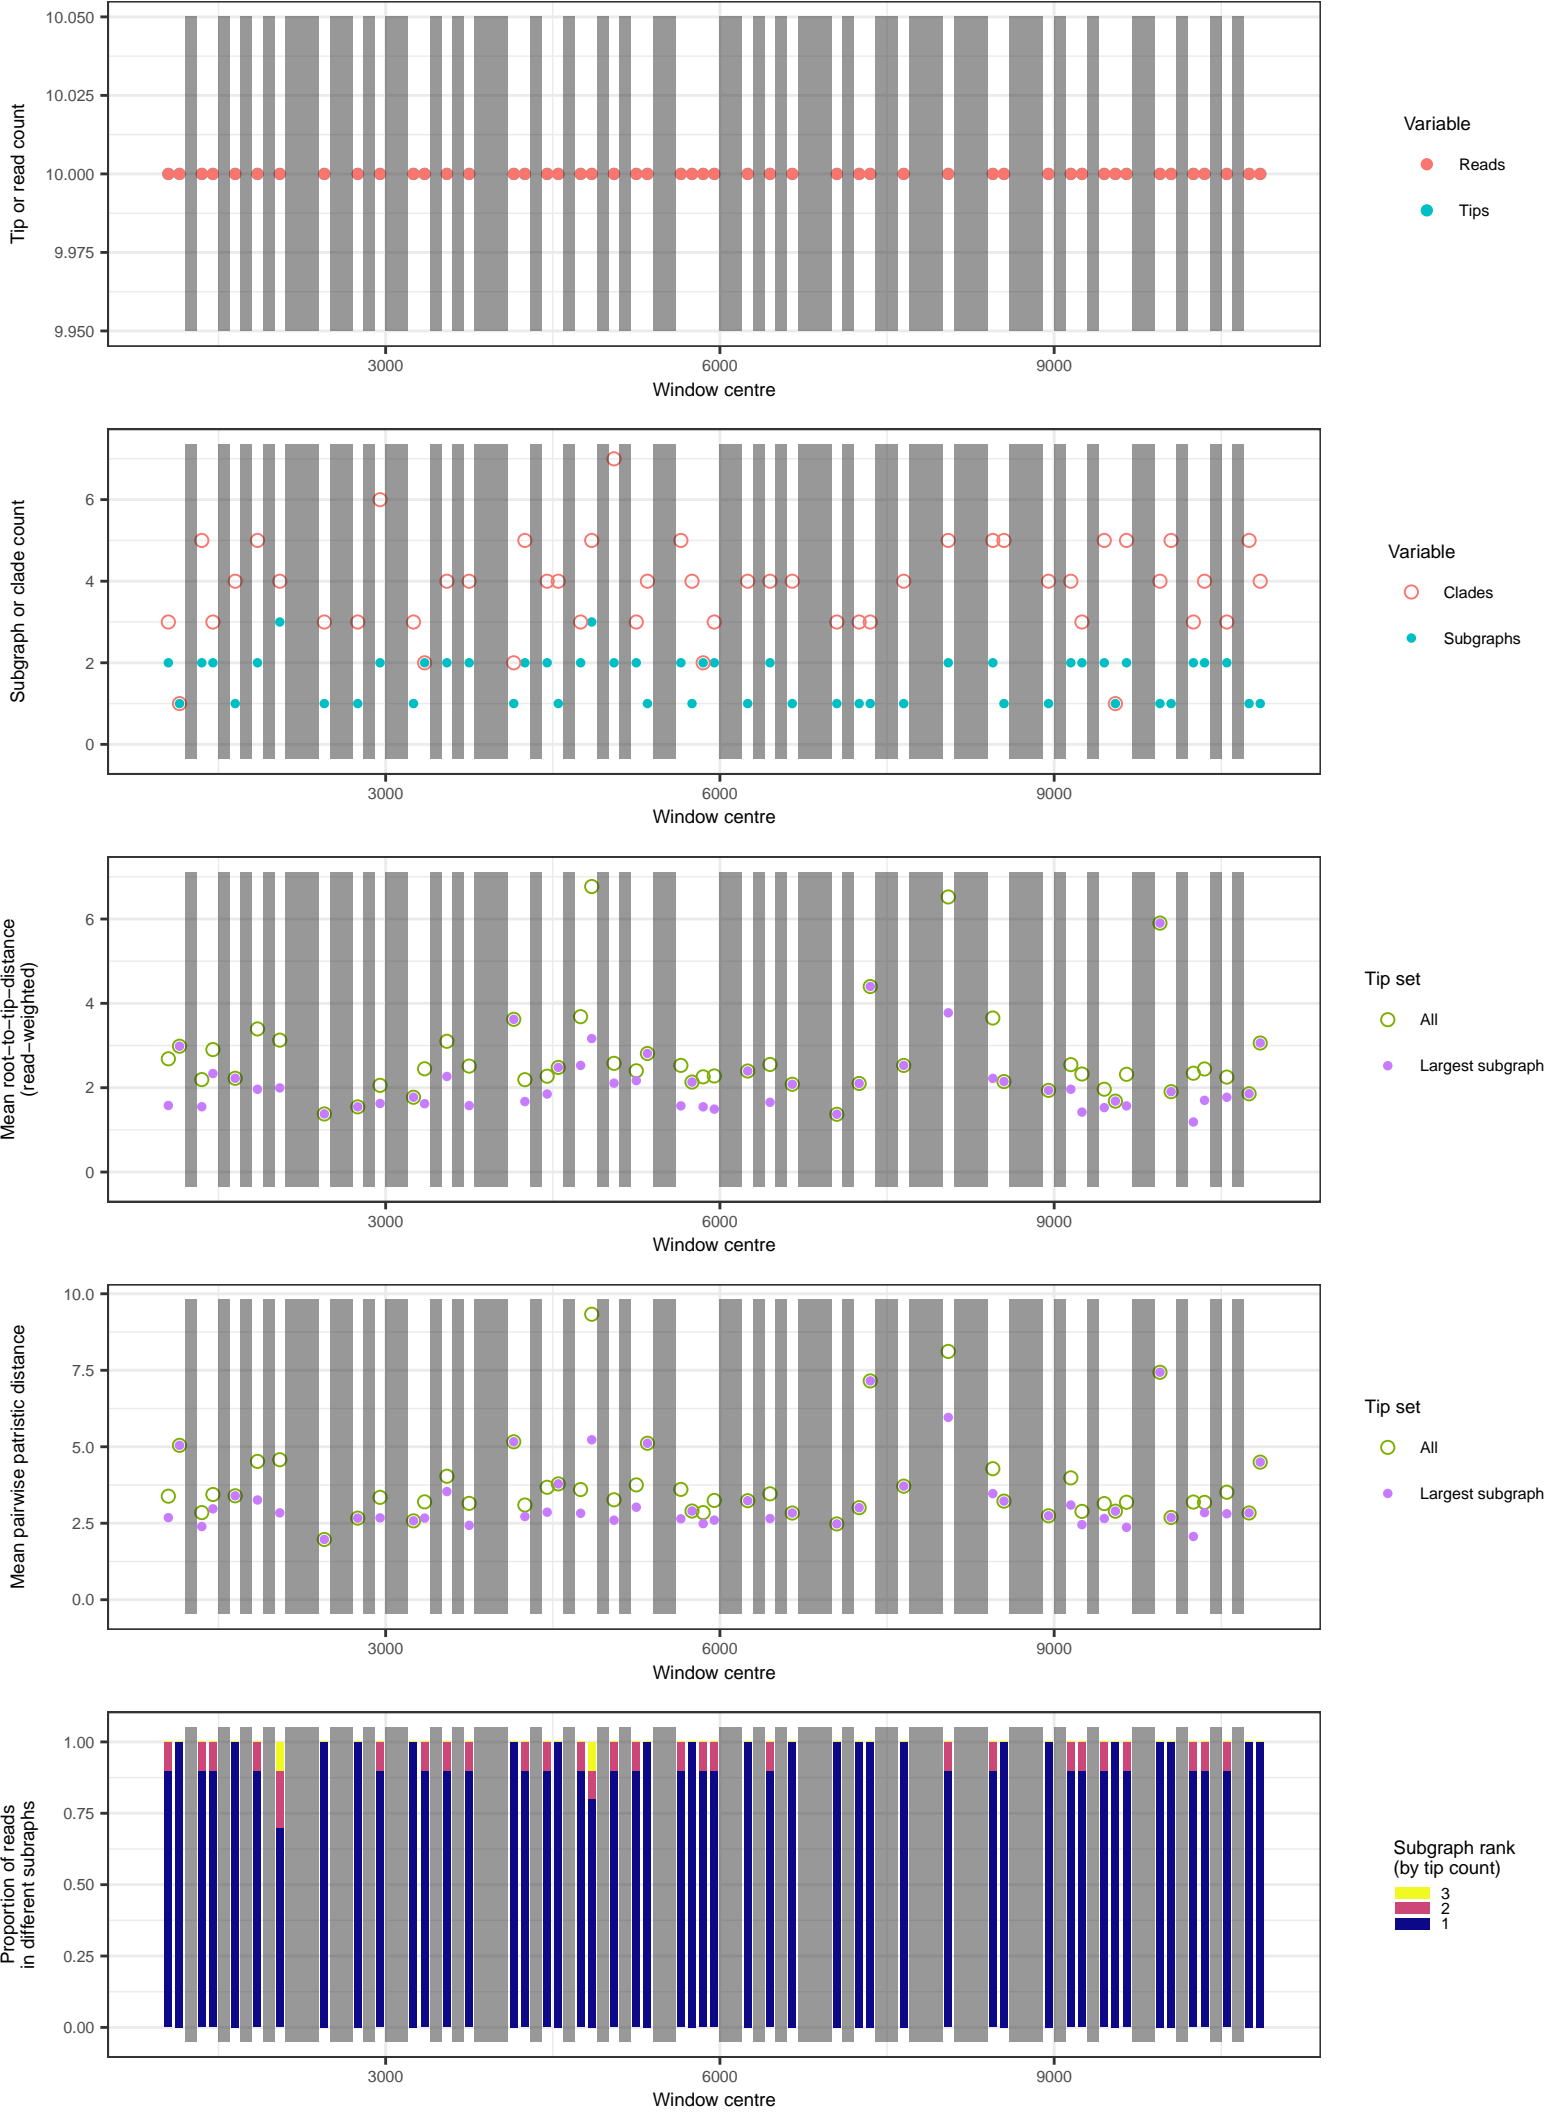 10.050
10.025
10.000
9.975
9.950
Tip or read count
3000
6000
9000
Window centre
Variable
Reads
Tips
6
4
2
0
Subgraph or clade count
3000
6000
9000
Window centre
Variable
Clades
Subgraphs
6
4
2
0
Mean root−to−tip−distance
(read−weighted)
3000
6000
9000
Window centre
Tip set
All
Largest subgraph
10.0
7.5
5.0
2.5
0.0
Mean pairwise patristic distance
3000
6000
9000
Window centre
Tip set
All
Largest subgraph
1.00
0.75
0.50
0.25
0.00
Proportion of reads
in different subraphs
3000
6000
9000
Window centre
Subgraph rank
(by tip count)
3
2
1